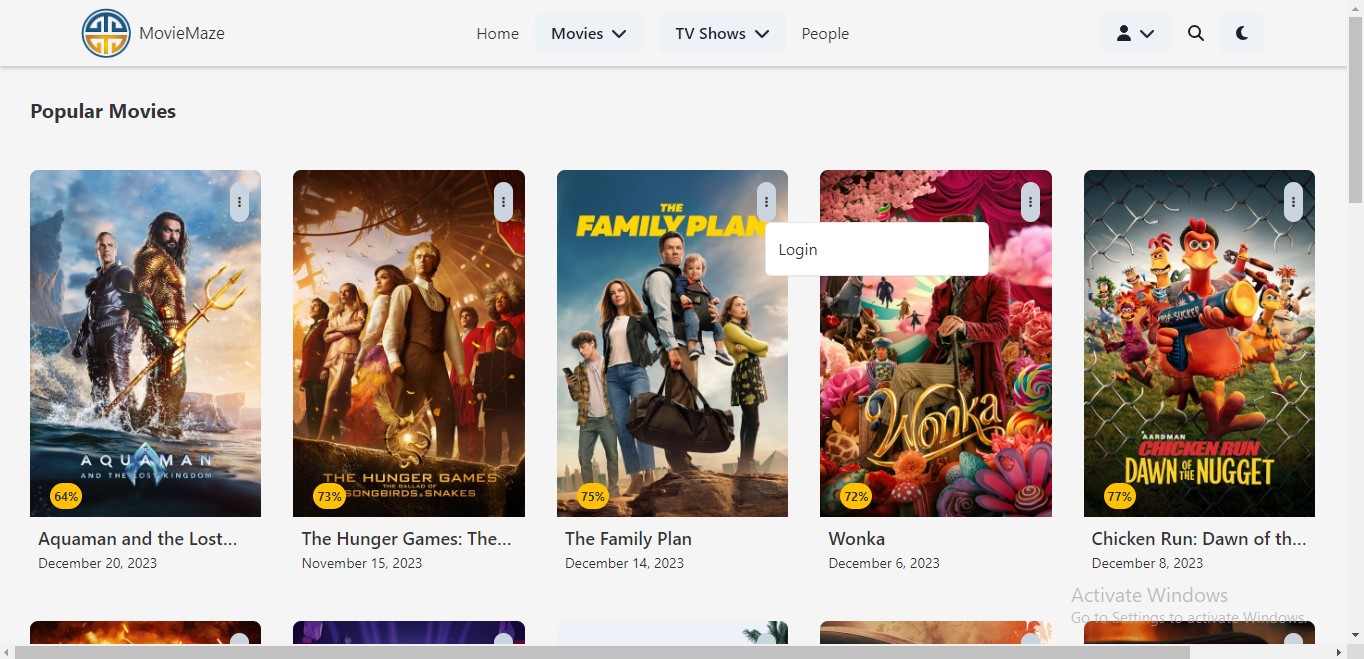 MovieMaze
Home
Movies
TV Shows
People
Popular Movies
THE
FAMILY PLAN
Login
POP-SUCKER
Wonka
AARDMAN
CHICKEN RUN
DAWN OF THE NUGGET
AQUAMAN
AND THE LOST KINGDOM
THE HUNGER GAMES
THE BALLAD OF
SONGBIRDS & SNAKES
64%
73%
75%
72%
77%
Aquaman and the Lost...
The Hunger Games: The...
The Family Plan
Wonka
Chicken Run: Dawn of th...
December 20, 2023
November 15, 2023
December 14, 2023
December 6, 2023
December 8, 2023
Activate Windows
Go to Settings to activate Windows.